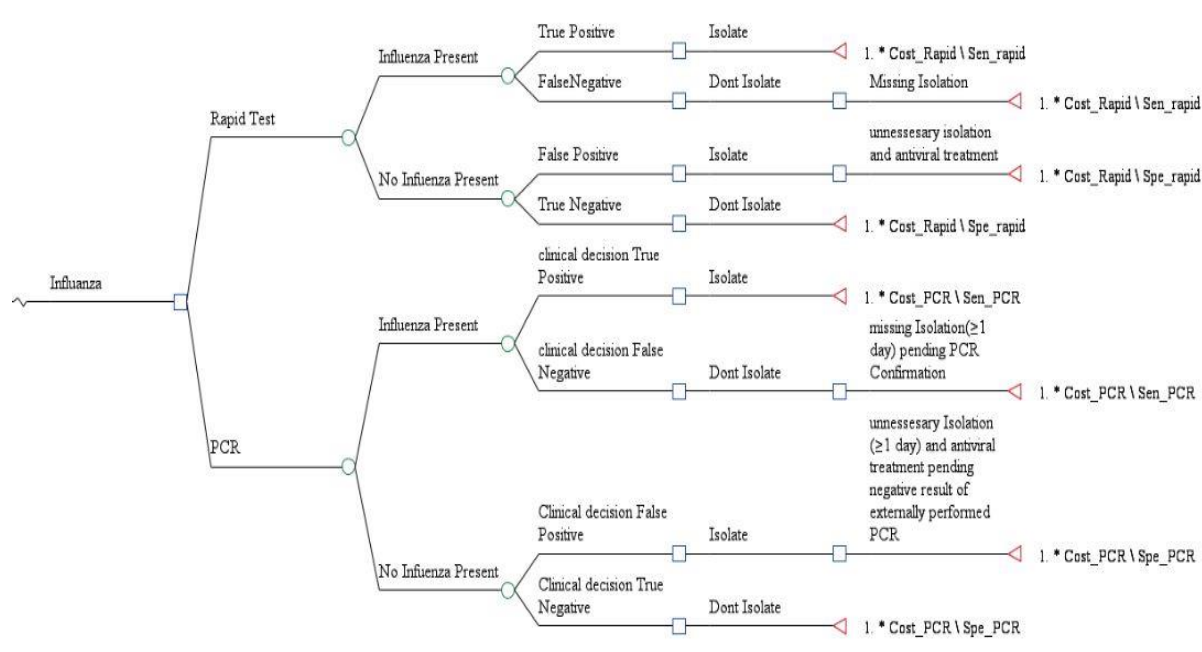 True Positive
Isolate
Influenza Present
1. * Cost_Rapid \ Sen_rapid
FalseNegative
Dont Isolate
Missing Isolation
1. * Cost_Rapid \ Sen_rapid
Rapid Test
unnessesary isolation
and antiviral treatment
False Positive
Isolate
1. * Cost_Rapid \ Spe_rapid
No Infuenza Present
True Negative
Dont Isolate
1. * Cost_Rapid \ Spe_rapid
Influanza
clinical decision True
Positive
Isolate
1. * Cost_PCR \ Sen_PCR
Influenza Present
missing Isolation(≥1
day) pending PCR
Confirmation
clinical decision False
Negative
Dont Isolate
1. * Cost_PCR \ Sen_PCR
PCR
unnessesary Isolation
(≥1 day) and antiviral
treatment pending
negative result of
externally performed
PCR
Clinical decision False
Positive
Isolate
1. * Cost_PCR \ Spe_PCR
No Infuenza Present
Clinical decision True
Negative
Dont Isolate
1. * Cost_PCR \ Spe_PCR